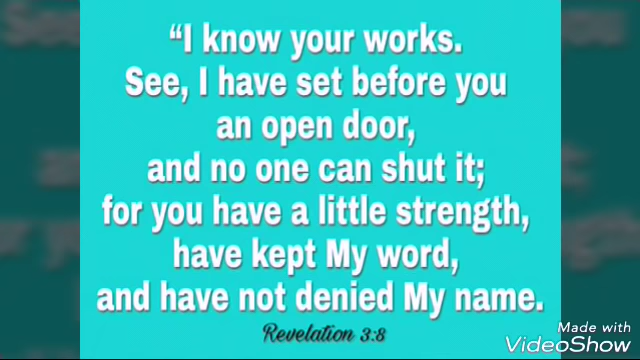 “I know your works.
See, I have set before you
an open door,
and no one can shut it;
for you have a little strength,
have kept My word,
and have not denied My name.
Revelation 3:8
Made with
VideoShow